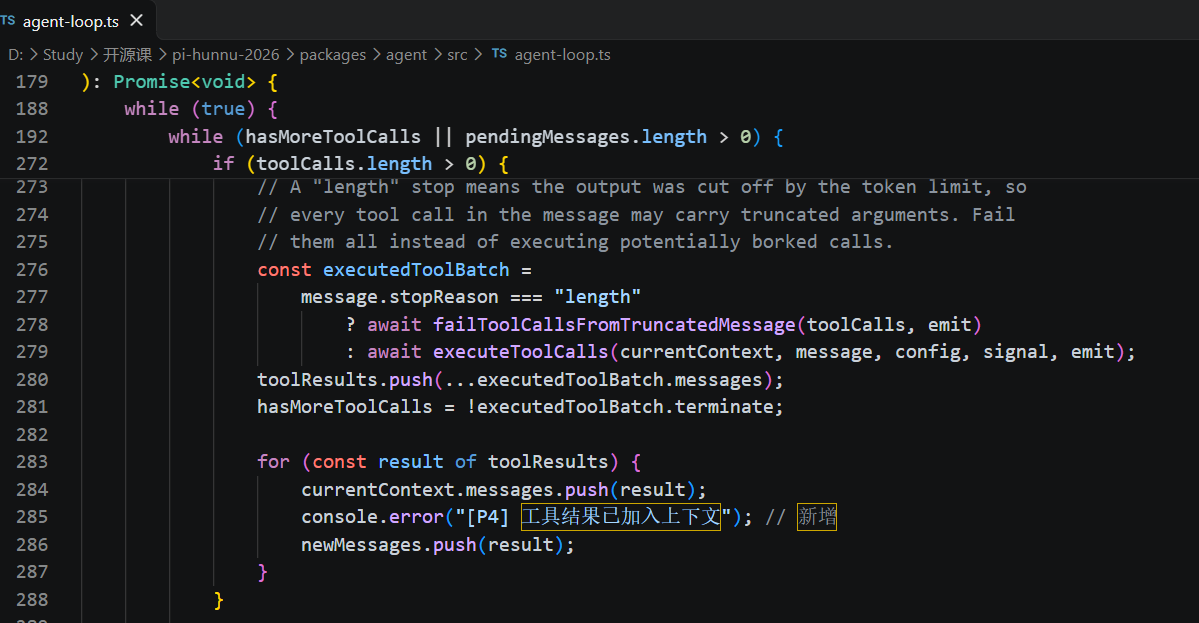 TS agent-loop.ts ×
D: > Study > 开源课 > pi-hunnu-2026 > packages > agent > src > TS agent-loop.ts
179 ): Promise<void> {
188 while (true) {
192 while (hasMoreToolCalls || pendingMessages.length > 0) {
272 if (toolCalls.length > 0) {
273 // A "length" stop means the output was cut off by the token limit, so
274 // every tool call in the message may carry truncated arguments. Fail
275 // them all instead of executing potentially borked calls.
276 const executedToolBatch =
277 message.stopReason === "length"
278 ? await failToolCallsFromTruncatedMessage(toolCalls, emit)
279 : await executeToolCalls(currentContext, message, config, signal, emit);
280 toolResults.push(...executedToolBatch.messages);
281 hasMoreToolCalls = !executedToolBatch.terminate;
282
283 for (const result of toolResults) {
284 currentContext.messages.push(result);
285 console.error("[P4] 工具结果已加入上下文"); // 新增
286 newMessages.push(result);
287 }
288 }